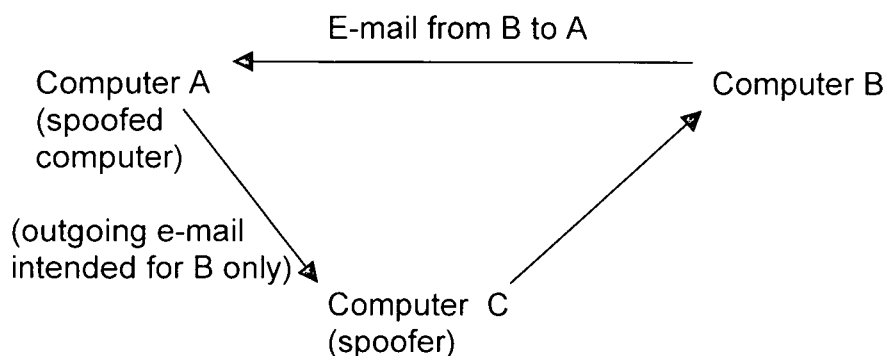 E-mail from B to A
Computer A
(spoofed
computer)
Computer B
(outgoing e-mail
intended for B only)
Computer C
(spoofer)